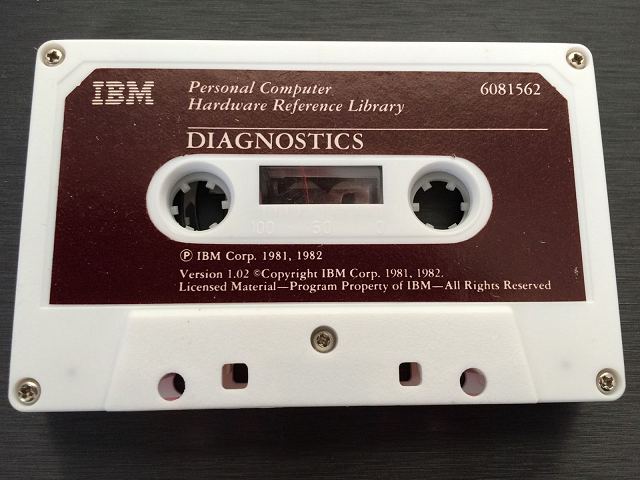 IBM
Personal Computer
Hardware Reference Library
6081562
DIAGNOSTICS
100 50 0
Ⓟ IBM Corp. 1981, 1982
Version 1.02 ©Copyright IBM Corp. 1981, 1982.
Licensed Material—Program Property of IBM—All Rights Reserved